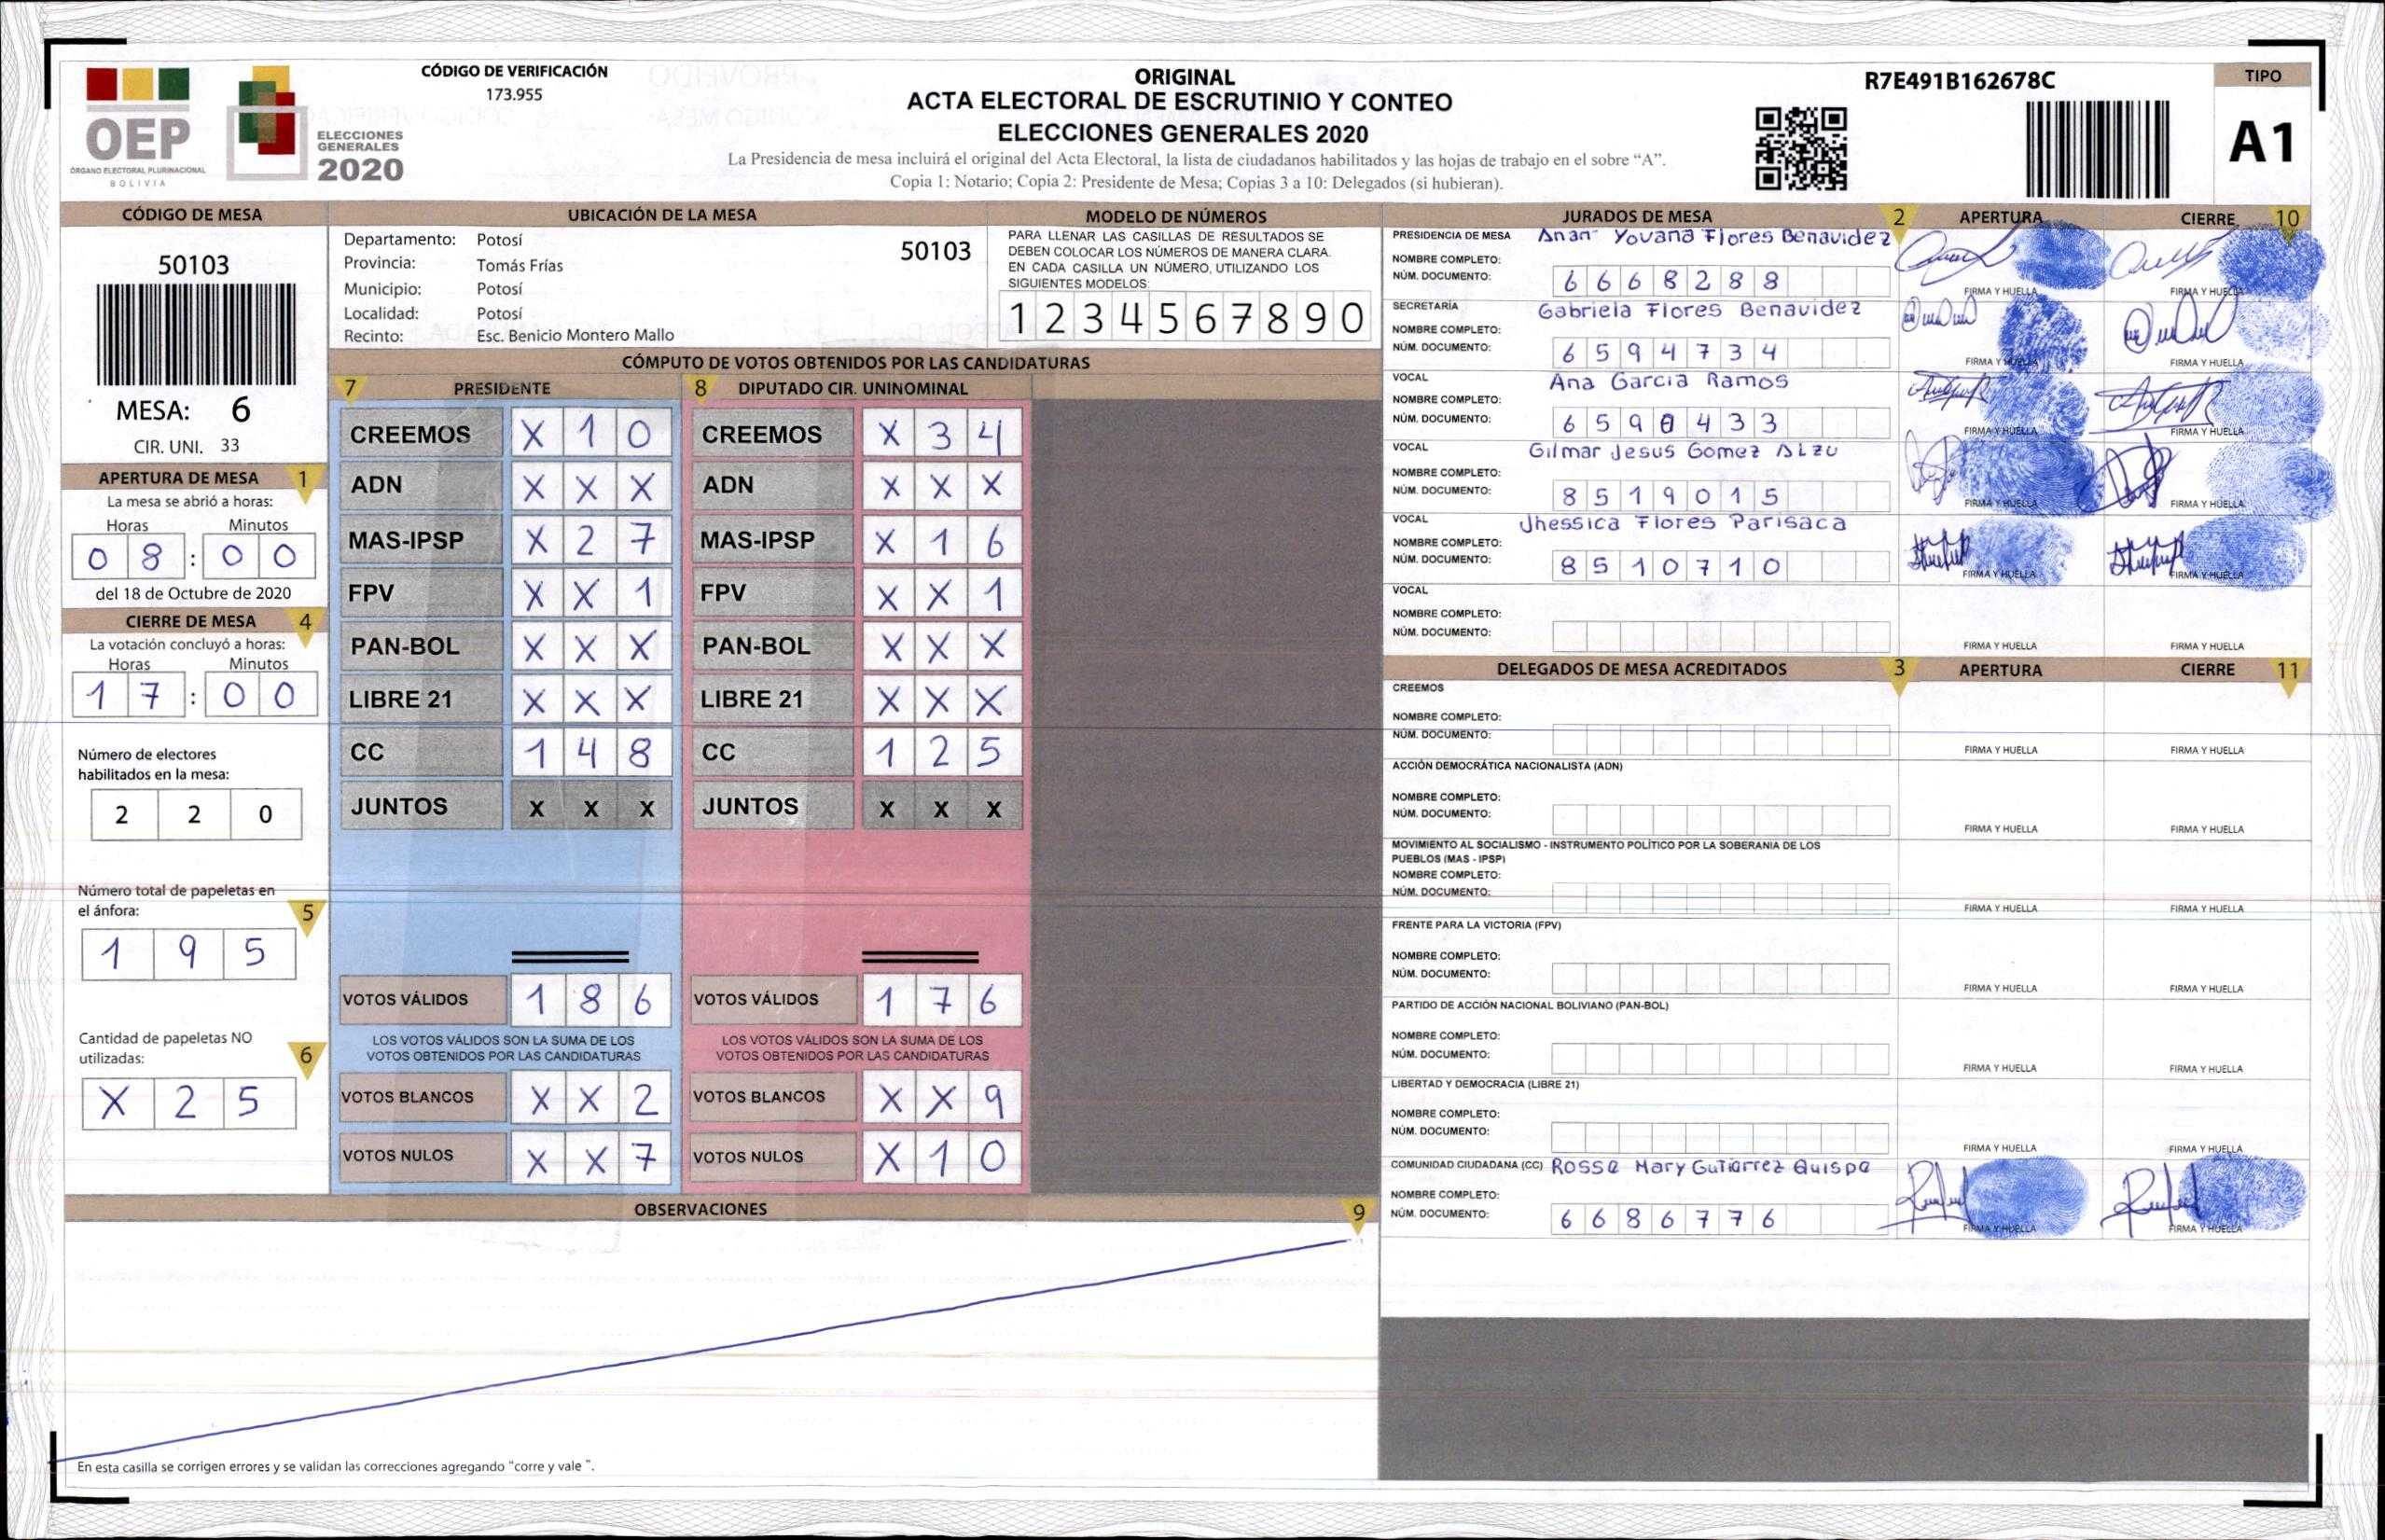 CÓDIGO DE VERIFICACIÓN
173.955
OEP
ÓRGANO ELECTORAL PLURINACIONAL
BOLIVIA
ELECCIONES
GENERALES
2020
ORIGINAL
ACTA ELECTORAL DE ESCRUTINIO Y CONTEO
ELECCIONES GENERALES 2020
La Presidencia de mesa incluirá el original del Acta Electoral, la lista de ciudadanos habilitados y las hojas de trabajo en el sobre “A”.
Copia 1: Notario; Copia 2: Presidente de Mesa; Copias 3 a 10: Delegados (si hubieran).
R7E491B162678C
TIPO
A1
CÓDIGO DE MESA
50103
MESA: 6
CIR. UNI. 33
APERTURA DE MESA 1
La mesa se abrió a horas:
Horas Minutos
0 8 : 0 0
del 18 de Octubre de 2020
CIERRE DE MESA 4
La votación concluyó a horas:
Horas Minutos
1 7 : 0 0
Número de electores
habilitados en la mesa:
2 2 0
Número total de papeletas en
el ánfora: 5
1 9 5
Cantidad de papeletas NO
utilizadas: 6
X 2 5
UBICACIÓN DE LA MESA
Departamento: Potosí 50103
Provincia: Tomás Frías
Municipio: Potosí
Localidad: Potosí
Recinto: Esc. Benicio Montero Mallo
MODELO DE NÚMEROS
PARA LLENAR LAS CASILLAS DE RESULTADOS SE
DEBEN COLOCAR LOS NÚMEROS DE MANERA CLARA.
EN CADA CASILLA UN NÚMERO, UTILIZANDO LOS
SIGUIENTES MODELOS:
1 2 3 4 5 6 7 8 9 0
CÓMPUTO DE VOTOS OBTENIDOS POR LAS CANDIDATURAS
7 PRESIDENTE 8 DIPUTADO CIR. UNINOMINAL
CREEMOS X 1 0 CREEMOS X 3 4
ADN X X X ADN X X X
MAS-IPSP X 2 7 MAS-IPSP X 1 6
FPV X X 1 FPV X X 1
PAN-BOL X X X PAN-BOL X X X
LIBRE 21 X X X LIBRE 21 X X X
CC 1 4 8 CC 1 2 5
JUNTOS X X X JUNTOS X X X
VOTOS VÁLIDOS 1 8 6 VOTOS VÁLIDOS 1 7 6
LOS VOTOS VÁLIDOS SON LA SUMA DE LOS LOS VOTOS VÁLIDOS SON LA SUMA DE LOS
VOTOS OBTENIDOS POR LAS CANDIDATURAS VOTOS OBTENIDOS POR LAS CANDIDATURAS
VOTOS BLANCOS X X 2 VOTOS BLANCOS X X 9
VOTOS NULOS X X 7 VOTOS NULOS X 1 0
OBSERVACIONES 9
En esta casilla se corrigen errores y se validan las correcciones agregando "corre y vale ".
JURADOS DE MESA 2 APERTURA CIERRE 10
PRESIDENCIA DE MESA Anan Yovana Flores Benavidez
NOMBRE COMPLETO:
NÚM. DOCUMENTO: 6 6 6 8 2 8 8
FIRMA Y HUELLA FIRMA Y HUELLA
SECRETARÍA Gabriela Flores Benavidez
NOMBRE COMPLETO:
NÚM. DOCUMENTO: 6 5 9 4 7 3 4
FIRMA Y HUELLA FIRMA Y HUELLA
VOCAL Ana Garcia Ramos
NOMBRE COMPLETO:
NÚM. DOCUMENTO: 6 5 9 0 4 3 3
FIRMA Y HUELLA FIRMA Y HUELLA
VOCAL Gilmar Jesus Gomez
NOMBRE COMPLETO:
NÚM. DOCUMENTO: 8 5 1 9 0 1 5
FIRMA Y HUELLA FIRMA Y HUELLA
VOCAL Jhessica Flores Parisaca
NOMBRE COMPLETO:
NÚM. DOCUMENTO: 8 5 1 0 7 1 0
FIRMA Y HUELLA FIRMA Y HUELLA
VOCAL
NOMBRE COMPLETO:
NÚM. DOCUMENTO:
FIRMA Y HUELLA FIRMA Y HUELLA
DELEGADOS DE MESA ACREDITADOS 3 APERTURA CIERRE 11
CREEMOS
NOMBRE COMPLETO:
NÚM. DOCUMENTO:
FIRMA Y HUELLA FIRMA Y HUELLA
ACCIÓN DEMOCRÁTICA NACIONALISTA (ADN)
NOMBRE COMPLETO:
NÚM. DOCUMENTO:
FIRMA Y HUELLA FIRMA Y HUELLA
MOVIMIENTO AL SOCIALISMO - INSTRUMENTO POLÍTICO POR LA SOBERANIA DE LOS
PUEBLOS (MAS - IPSP)
NOMBRE COMPLETO:
NÚM. DOCUMENTO:
FIRMA Y HUELLA FIRMA Y HUELLA
FRENTE PARA LA VICTORIA (FPV)
NOMBRE COMPLETO:
NÚM. DOCUMENTO:
FIRMA Y HUELLA FIRMA Y HUELLA
PARTIDO DE ACCIÓN NACIONAL BOLIVIANO (PAN-BOL)
NOMBRE COMPLETO:
NÚM. DOCUMENTO:
FIRMA Y HUELLA FIRMA Y HUELLA
LIBERTAD Y DEMOCRACIA (LIBRE 21)
NOMBRE COMPLETO:
NÚM. DOCUMENTO:
FIRMA Y HUELLA FIRMA Y HUELLA
COMUNIDAD CIUDADANA (CC) Rosse Mary Gutiarrez Quispe
NOMBRE COMPLETO:
NÚM. DOCUMENTO: 6 6 8 6 7 7 6
FIRMA Y HUELLA FIRMA Y HUELLA